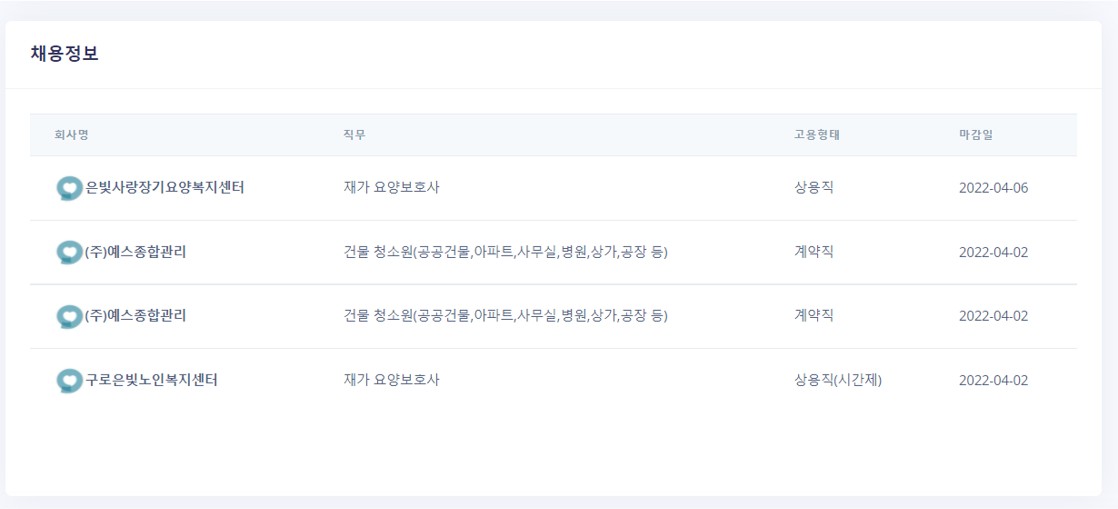 채용정보
회사명 직무 고용형태 마감일
은빛사랑장기요양복지센터 재가 요양보호사 상용직 2022-04-06
(주)예스종합관리 건물 청소원(공공건물,아파트,사무실,병원,상가,공장 등) 계약직 2022-04-02
(주)예스종합관리 건물 청소원(공공건물,아파트,사무실,병원,상가,공장 등) 계약직 2022-04-02
구로은빛노인복지센터 재가 요양보호사 상용직(시간제) 2022-04-02